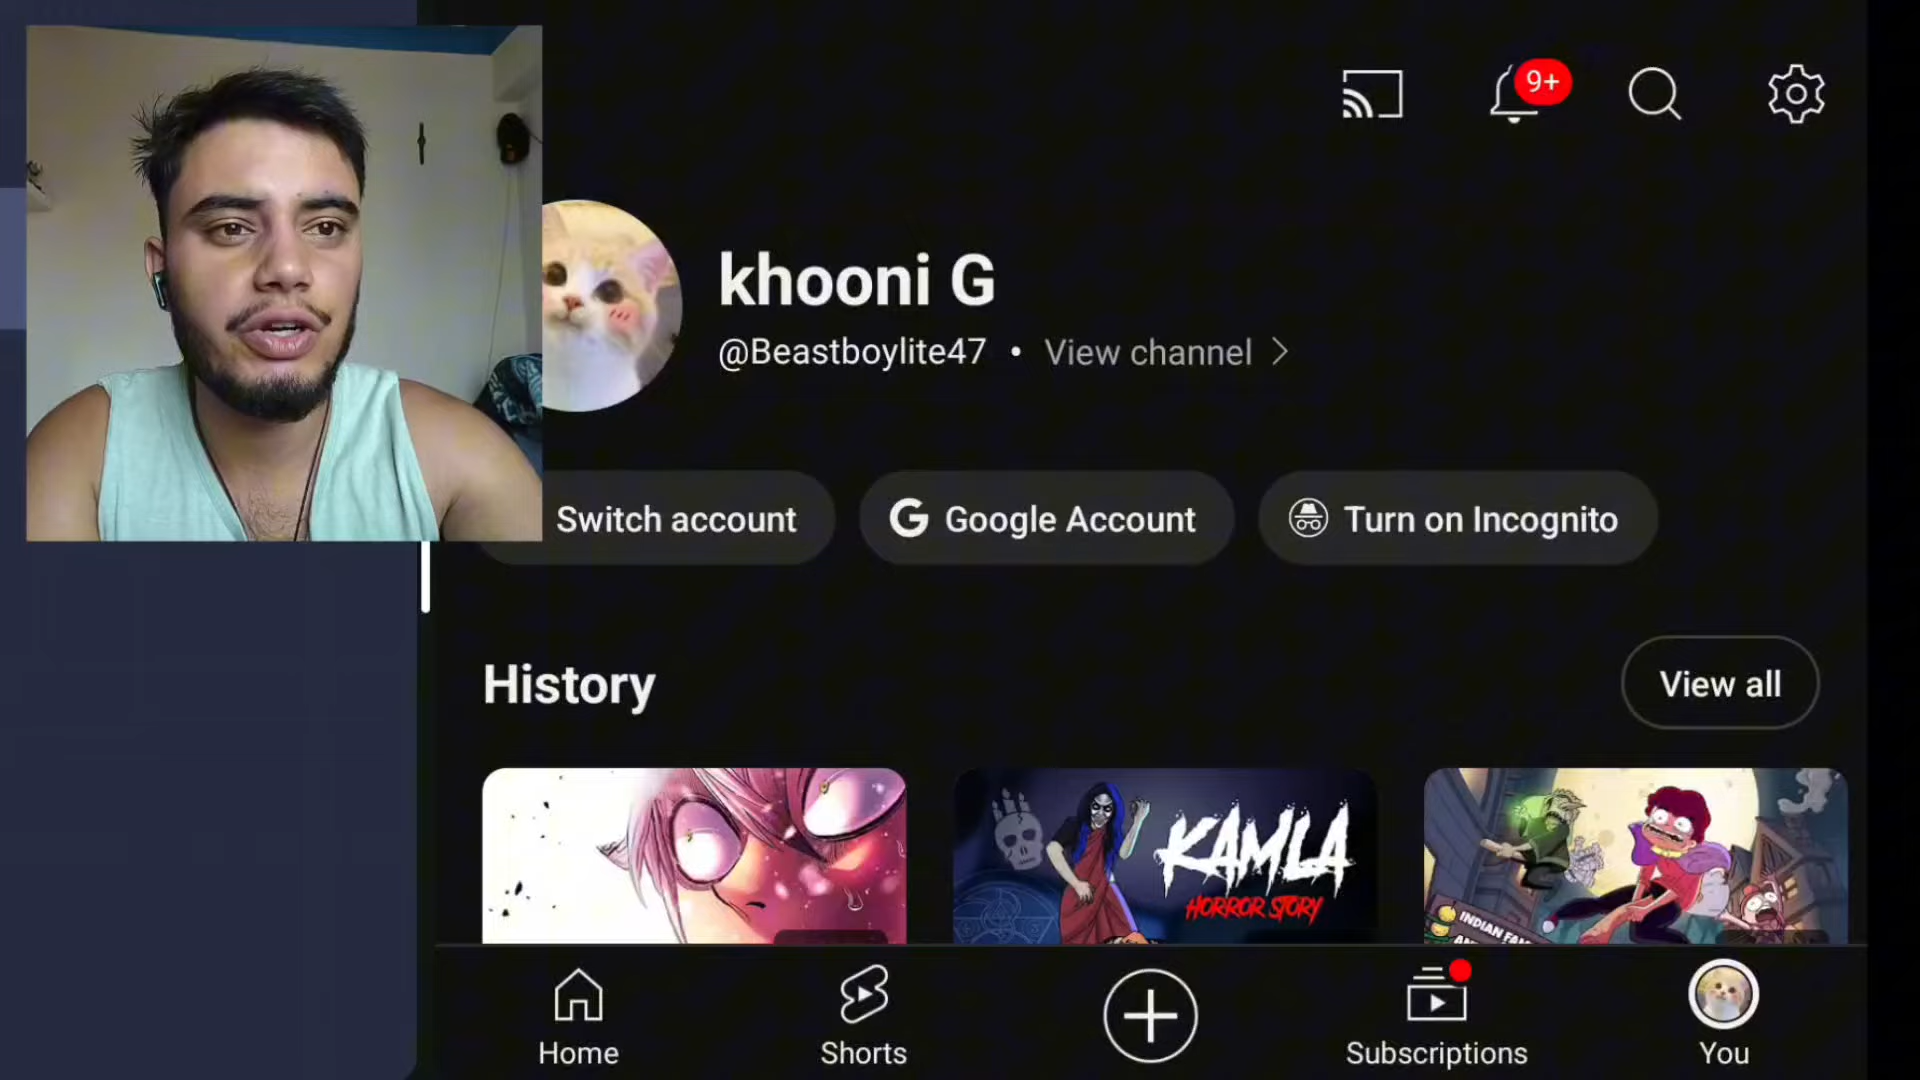 9+
khooni G
@Beastboylite47 • View channel
Switch account
Google Account
Turn on Incognito
History
View all
KAMLA
HORROR STORY
INDIAN
Home
Shorts
Subscriptions
You